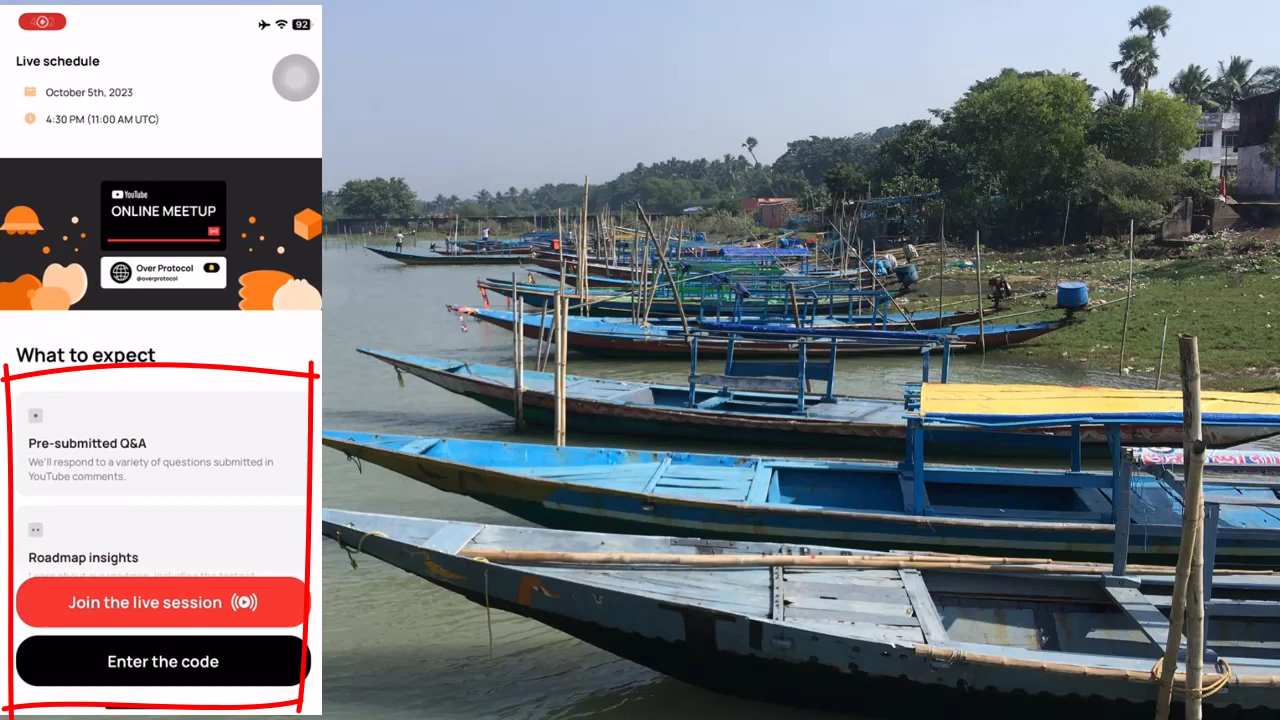 92
Live schedule
October 5th, 2023
4:30 PM (11:00 AM UTC)
YouTube
ONLINE MEETUP
Over Protocol
@overprotocol
What to expect
Pre-submitted Q&A
We'll respond to a variety of questions submitted in
YouTube comments.
Roadmap insights
Join the live session
Enter the code